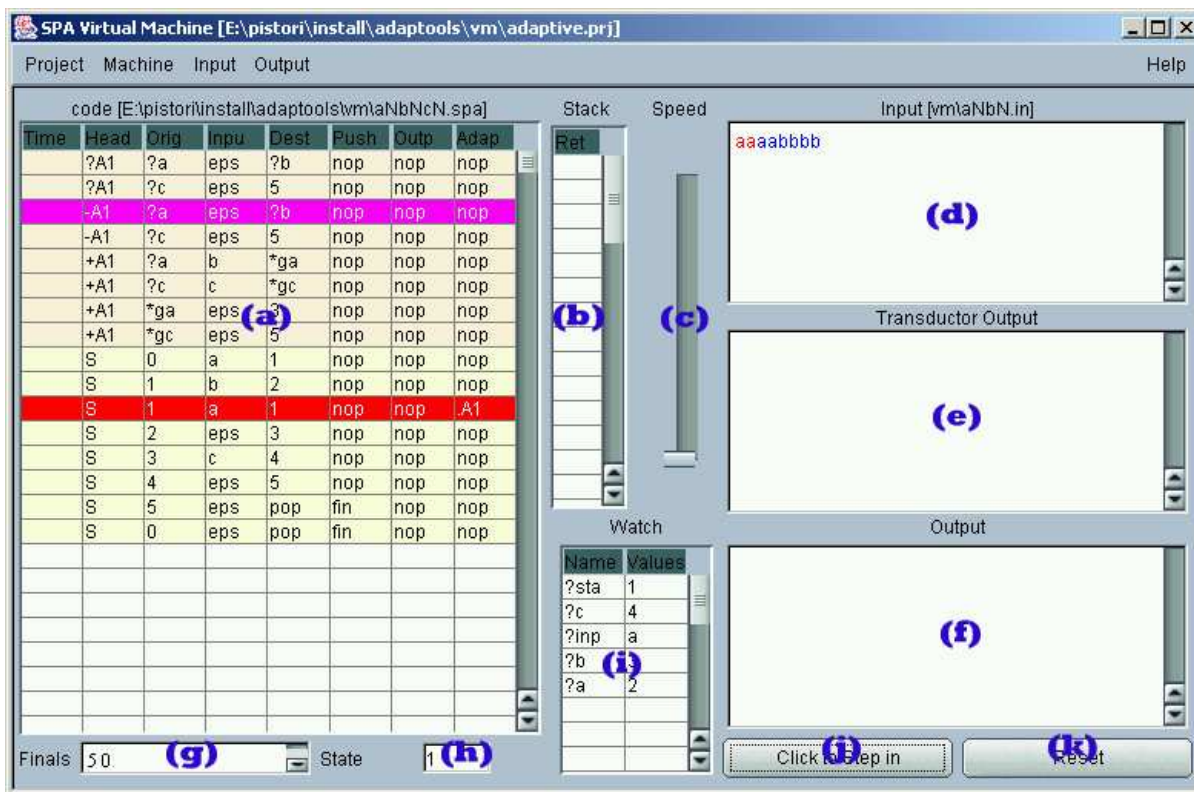 SPA Virtual Machine [E:\pistori\install\adaptools\vm\adaptive.prj]
Project Machine Input Output Help
code [E:\pistori\install\adaptools\vm\aNbNcN.spa] Stack Speed Input [vm\aNbN.in]
Time Head Orig Inpu Dest Push Outp Adap Ret
?A1 ?a eps ?b nop nop nop
?A1 ?c eps 5 nop nop nop
-A1 ?a eps ?b nop nop nop
-A1 ?c eps 5 nop nop nop
+A1 ?a b *ga nop nop nop
+A1 ?c c *gc nop nop nop
+A1 *ga eps nop nop nop
+A1 *gc eps 5 nop nop nop
S 0 a 1 nop nop nop
S 1 b 2 nop nop nop
S 1 a 1 nop nop .A1
S 2 eps 3 nop nop nop
S 3 c 4 nop nop nop
S 4 eps 5 nop nop nop
S 5 eps pop fin nop nop
S 0 eps pop fin nop nop
(a)
(b)
(c)
aaaabbbb
(d)
Transductor Output
(e)
Watch
Name Values
?sta 1
?c 4
?inp a
?b
?a 2
(i)
Output
(f)
Finals 5 0 (g) State 1 (h)
Click to Step in (j)
Reset (k)